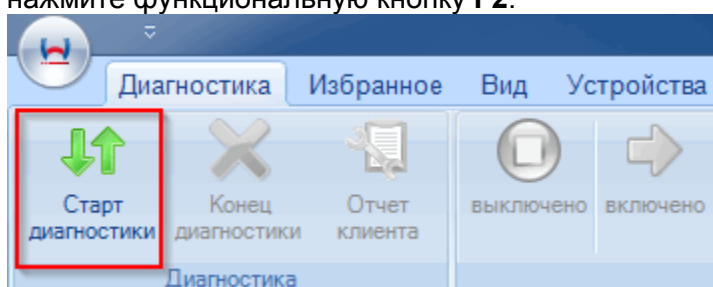 нажмите функциональную кнопку F2.
Диагностика Избранное Вид Устройства
Старт диагностики
Конец диагностики
Отчет клиента
выключено
включено
Диагностика